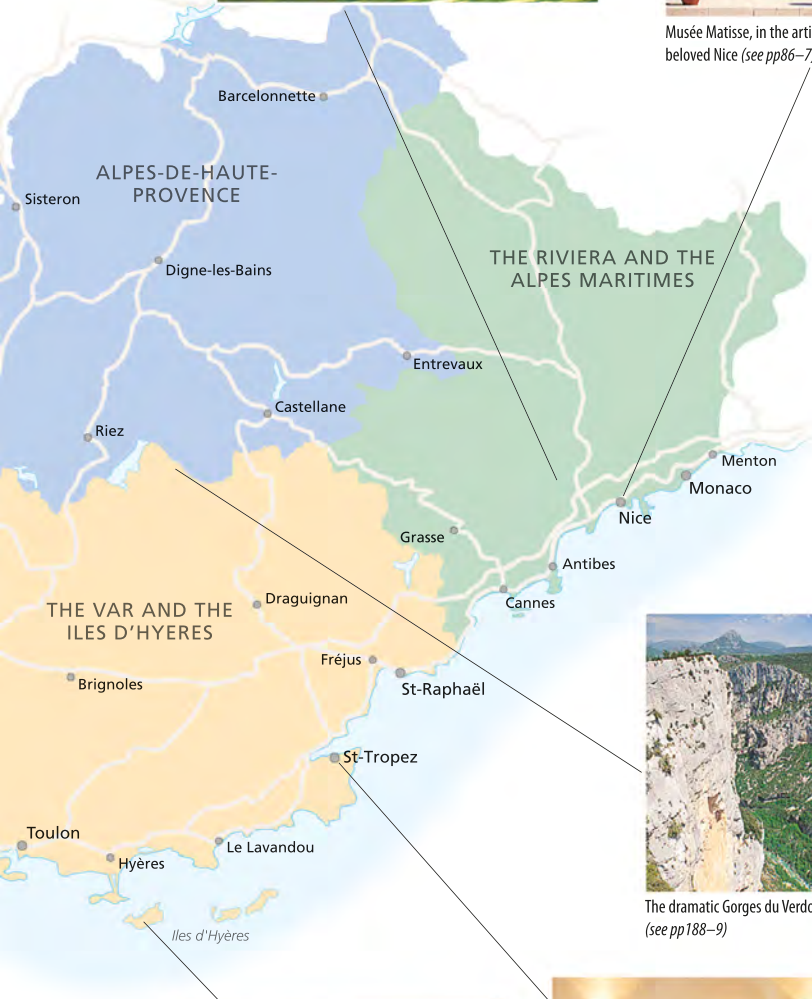 Musée Matisse, in the
beloved Nice (see pp86–7
Barcelonnette
ALPES-DE-HAUTE-
PROVENCE
Sisteron
Digne-les-Bains
THE RIVIERA AND THE
ALPES MARITIMES
Entrevaux
Castellane
Riez
Menton
Monaco
Nice
Grasse
Antibes
Cannes
Draguignan
THE VAR AND THE
ILES D'HYERES
Fréjus
St-Raphaël
Brignoles
St-Tropez
Toulon
Le Lavandou
Hyères
Iles d'Hyères
The dramatic Gorges du
(see pp188–9)